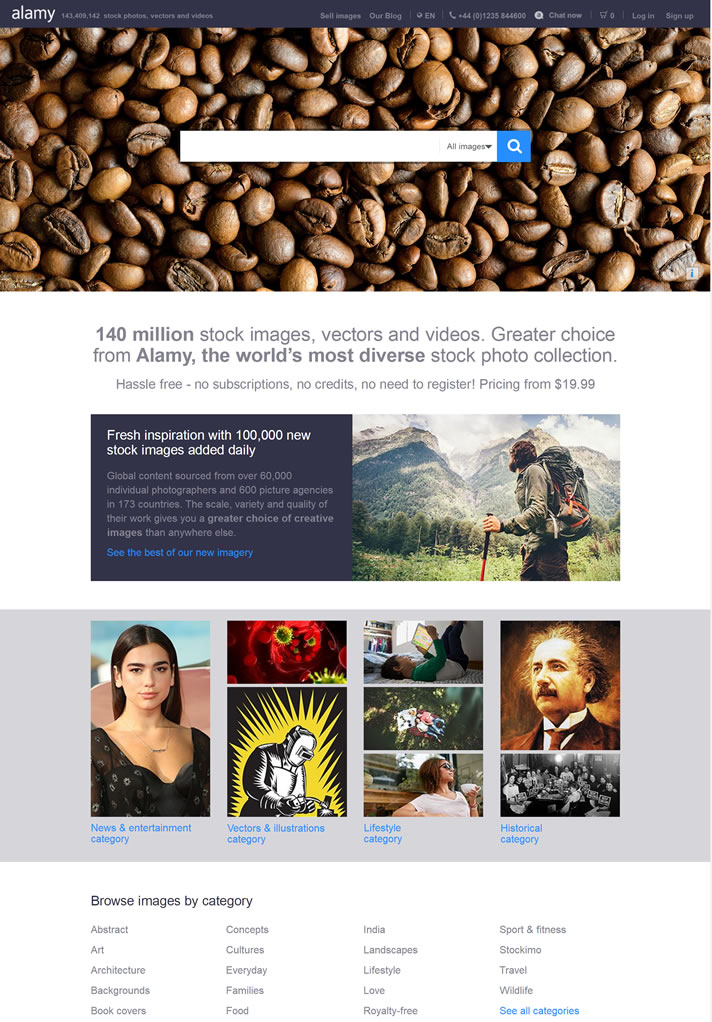 alamy 143,409,142 stock photos, vectors and videos Sell images Our Blog EN +44 (0)1235 844600 Chat now 0 Log in Sign up
All images
140 million stock images, vectors and videos. Greater choice
from Alamy, the world's most diverse stock photo collection.
Hassle free - no subscriptions, no credits, no need to register! Pricing from $19.99
Fresh inspiration with 100,000 new
stock images added daily
Global content sourced from over 60,000
individual photographers and 600 picture agencies
in 173 countries. The scale, variety and quality of
their work gives you a greater choice of creative
images than anywhere else.
See the best of our new imagery
News & entertainment
category
Vectors & illustrations
category
Lifestyle
category
Historical
category
Browse images by category
Abstract Concepts India Sport & fitness
Art Cultures Landscapes Stockimo
Architecture Everyday Lifestyle Travel
Backgrounds Families Love Wildlife
Book covers Food Royalty-free See all categories